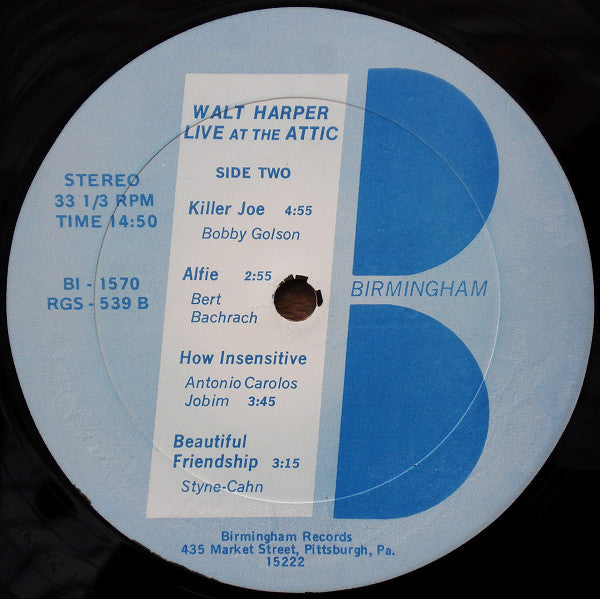 WALT HARPER
LIVE AT THE ATTIC
SIDE TWO
STEREO
33 1/3 RPM
TIME 14:50
BI - 1570
RGS - 539 B
Killer Joe 4:55
Bobby Golson
Alfie 2:55
Bert
Bachrach
How Insensitive
Antonio Carolos
Jobim 3:45
Beautiful
Friendship 3:15
Styne-Cahn
BIRMINGHAM
Birmingham Records
435 Market Street, Pittsburgh, Pa.
15222